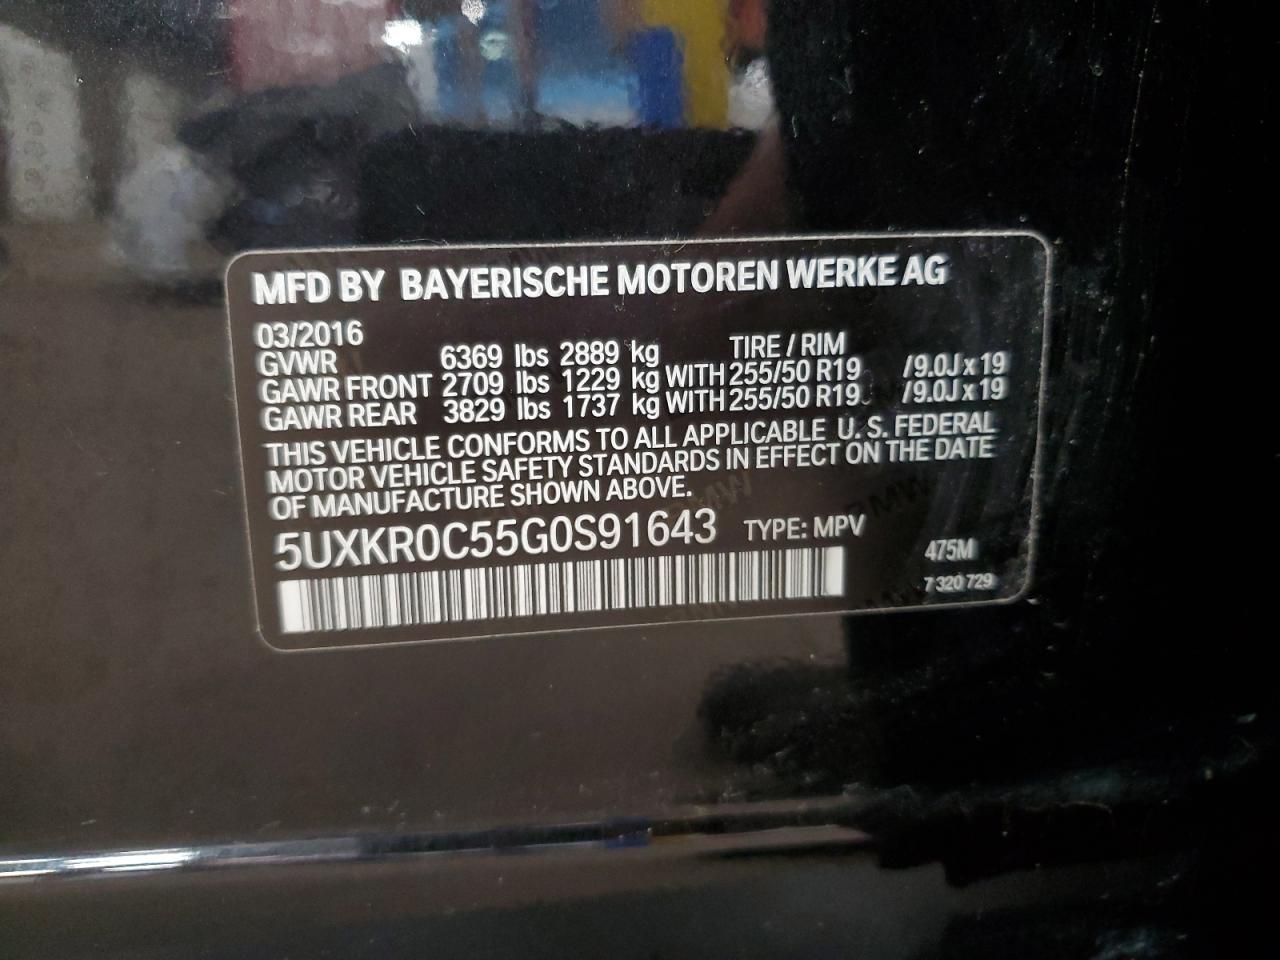 MFD BY BAYERISCHE MOTOREN WERKE AG
03/2016
GVWR 6369 lbs 2889 kg TIRE / RIM
GAWR FRONT 2709 lbs 1229 kg WITH 255/50 R19 /9.0J x 19
GAWR REAR 3829 lbs 1737 kg WITH 255/50 R19 /9.0J x 19
THIS VEHICLE CONFORMS TO ALL APPLICABLE U. S. FEDERAL
MOTOR VEHICLE SAFETY STANDARDS IN EFFECT ON THE DATE
OF MANUFACTURE SHOWN ABOVE.
5UXKR0C55G0S91643 TYPE: MPV
475M
7 320 729